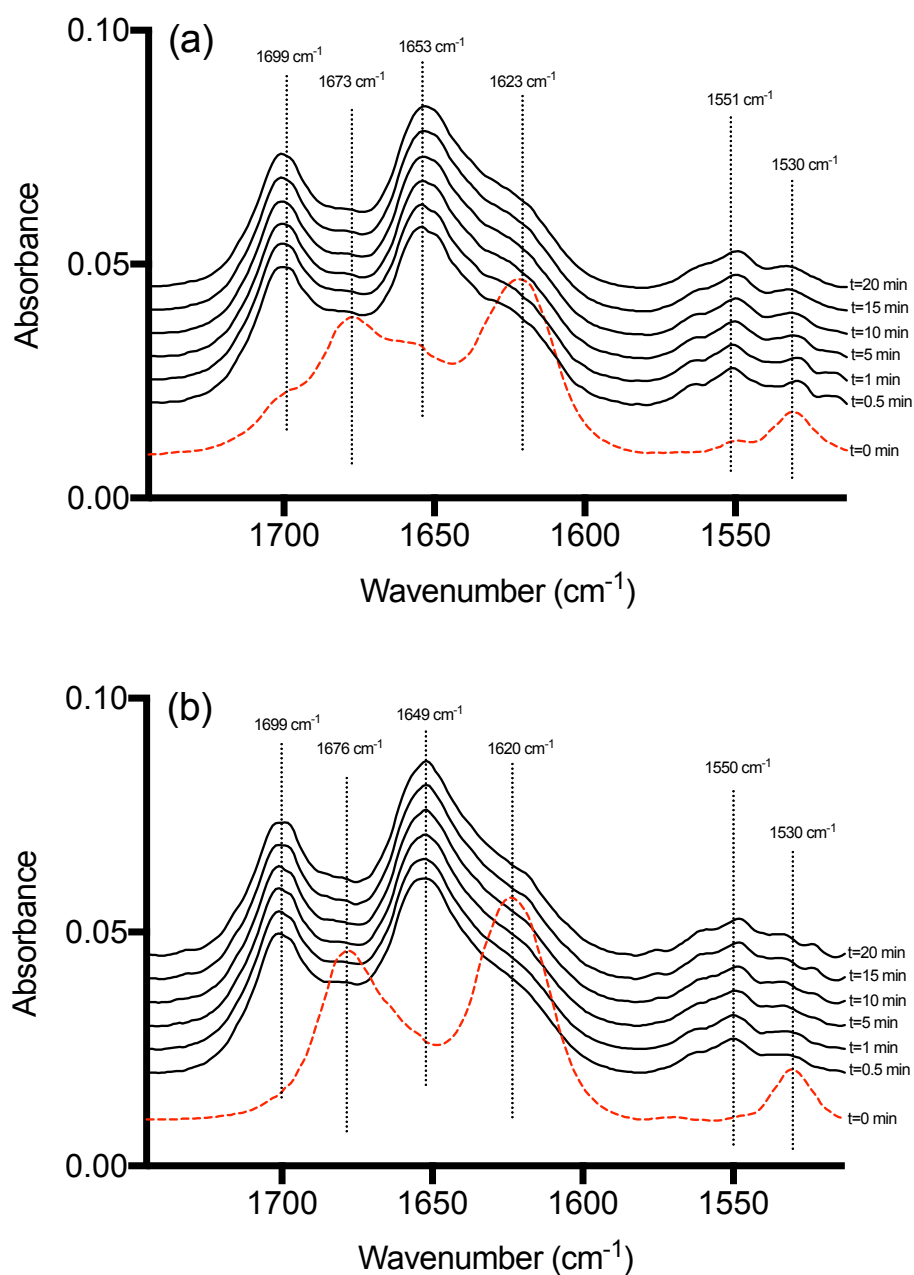 0.10
(a)
1699 cm-1
1673 cm-1
1653 cm-1
1623 cm-1
1551 cm-1
1530 cm-1
Absorbance
0.05
t=20 min
t=15 min
t=10 min
t=5 min
t=1 min
t=0.5 min
t=0 min
0.00
1700
1650
1600
1550
Wavenumber (cm-1)
0.10
(b)
1699 cm-1
1676 cm-1
1649 cm-1
1620 cm-1
1550 cm-1
1530 cm-1
Absorbance
0.05
t=20 min
t=15 min
t=10 min
t=5 min
t=1 min
t=0.5 min
t=0 min
0.00
1700
1650
1600
1550
Wavenumber (cm-1)